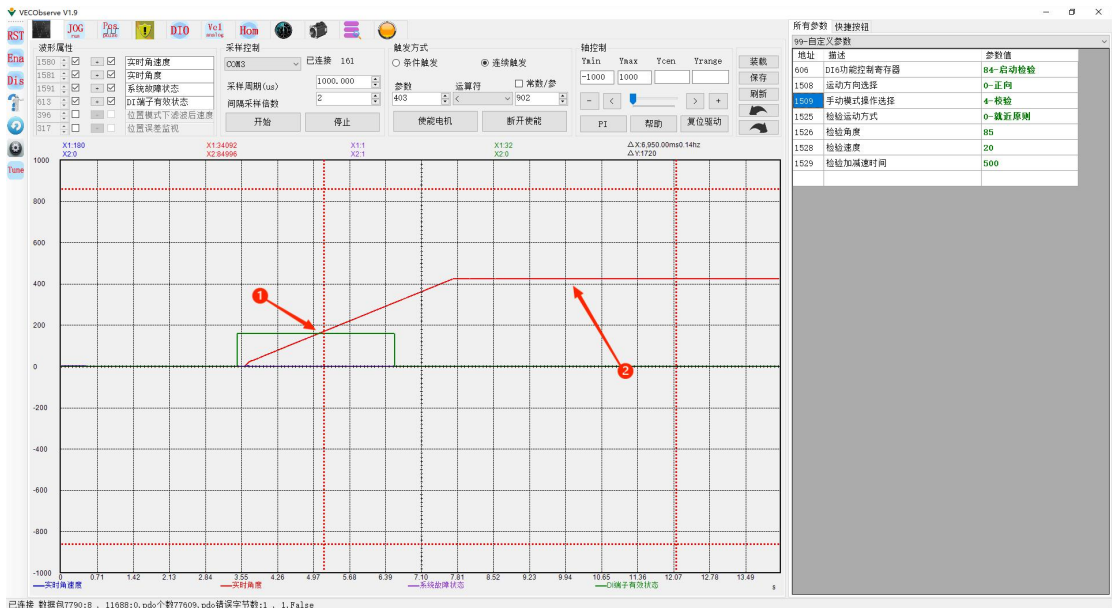 VECObserve V1.9
RST
Ena
Dis
Tune
JOG
run
Pos
pulse
DIO
Vel
analog
Hom
波形属性
1580 - 实时角速度
1581 - 实时角度
1591 - 系统故障状态
613 - DI端子有效状态
396 - 位置模式下滤波后速度
317 - 位置误差监视
采样控制
COM3 已连接 161
采样周期(us) 1000.000
间隔采样倍数 2
开始 停止
触发方式
条件触发 连续触发
参数 运算符 常数/参
403 < 902
使能电机 断开使能
轴控制
Ymin Ymax Ycen Yrange
-1000 1000
- < > +
PI 帮助 复位驱动
装载
保存
刷新
X1:180 X1:34092 X1:1 X1:32 △X:6,950.00ms0.14hz
X2:0 X2:84996 X2:1 X2:0 △Y:1720
1000
800
600
400
200
0
-200
-400
-600
-800
-1000
1
2
0 0.71 1.42 2.13 2.84 3.55 4.26 4.97 5.68 6.39 7.10 7.81 8.52 9.23 9.94 10.65 11.36 12.07 12.78 13.49
s
实时角速度 实时角度 系统故障状态 DI端子有效状态
已连接 数据包7790:8 . 11688:0.pdo个数77609.pdo错误字节数:1 . 1.False
所有参数 快捷按钮
99-自定义参数
地址 描述 参数值
606 DI6功能控制寄存器 84-启动检验
1508 运动方向选择 0-正向
1509 手动模式操作选择 4-校验
1525 检验运动方式 0-就近原则
1526 检验角度 85
1528 检验速度 20
1529 检验加减速时间 500